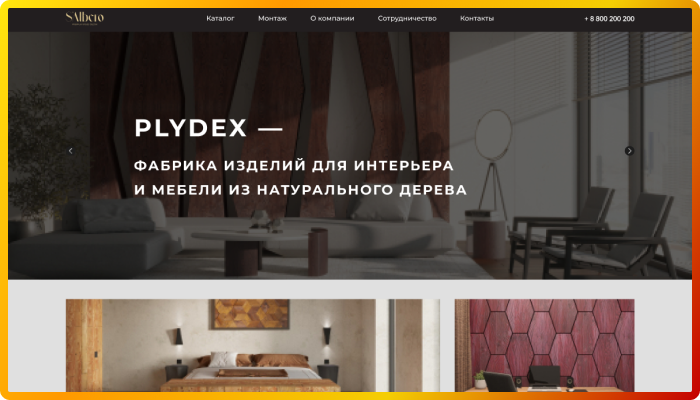 SAlbero
Каталог
Монтаж
О компании
Сотрудничество
Контакты
+ 8 800 200 200
PLYDEX —
ФАБРИКА ИЗДЕЛИЙ ДЛЯ ИНТЕРЬЕРА
И МЕБЕЛИ ИЗ НАТУРАЛЬНОГО ДЕРЕВА